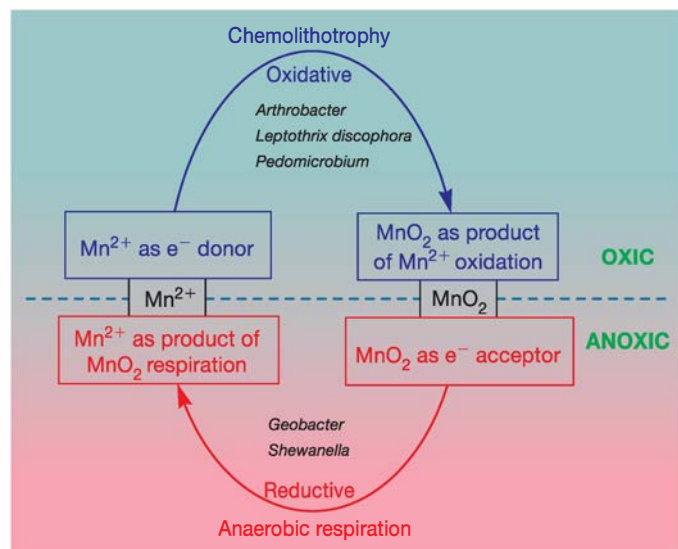 Chemolithotrophy
Oxidative
Arthrobacter
Leptothrix discophora
Pedomicrobium
Mn²⁺ as e⁻ donor
MnO₂ as product
of Mn²⁺ oxidation
OXIC
Mn²⁺
MnO₂
ANOXIC
Mn²⁺ as product of
MnO₂ respiration
MnO₂ as e⁻ acceptor
Geobacter
Shewanella
Reductive
Anaerobic respiration